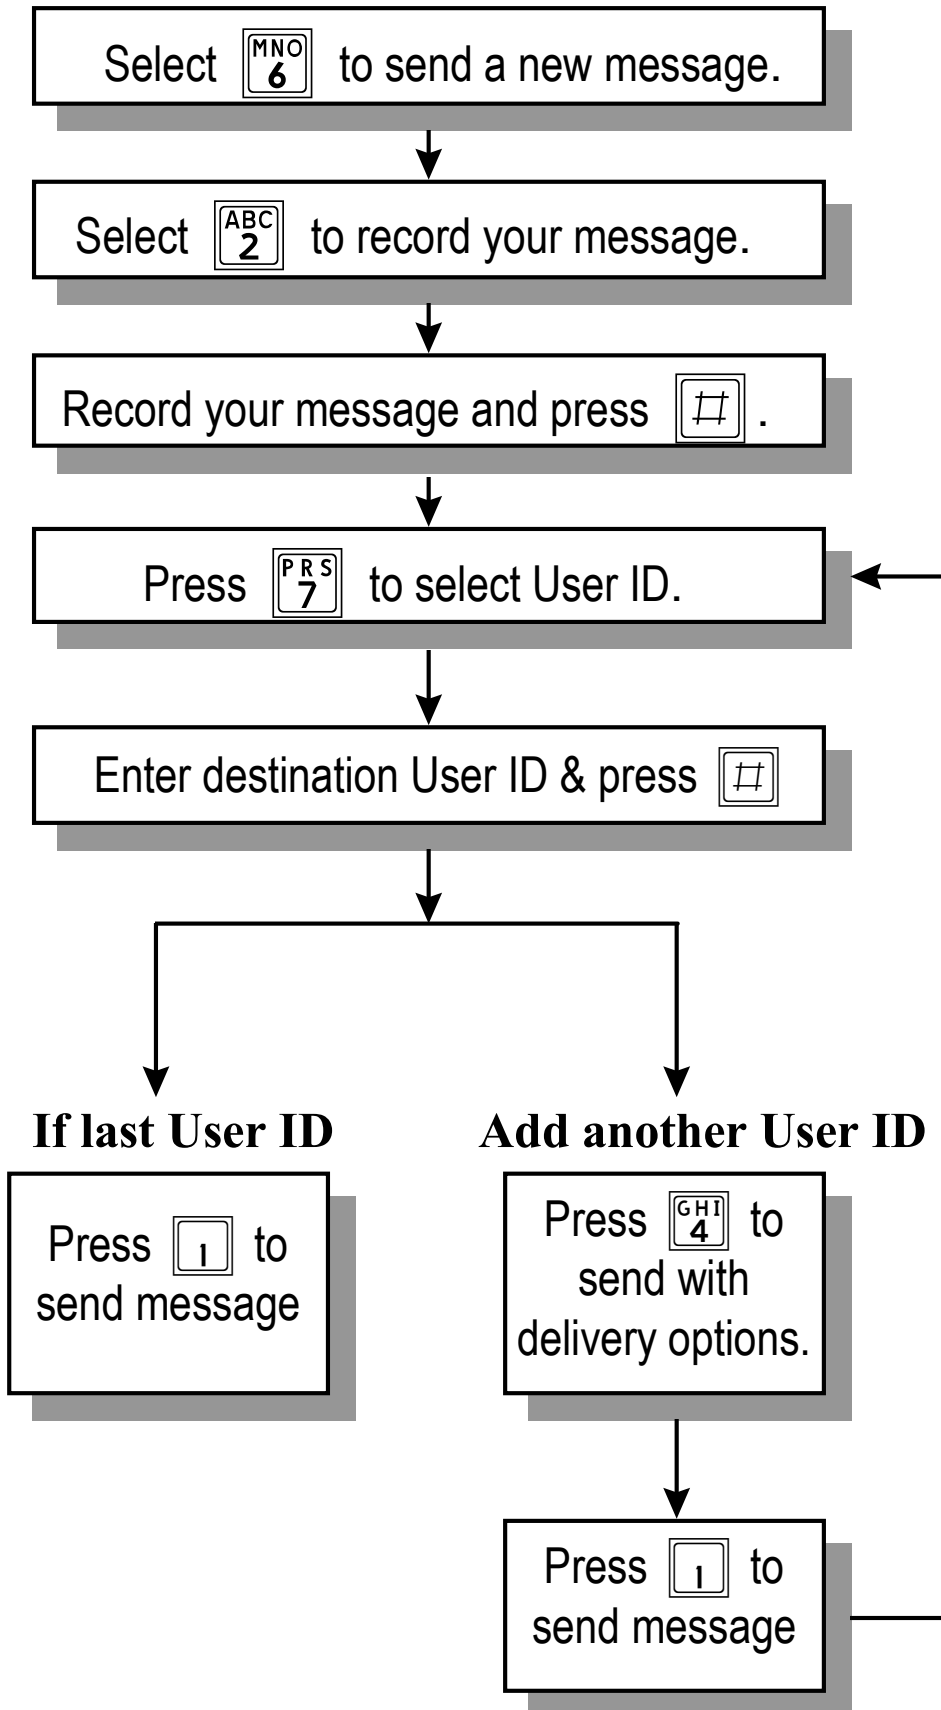 Select MNO 6 to send a new message.
Select ABC 2 to record your message.
Record your message and press # .
Press PRS 7 to select User ID.
Enter destination User ID & press #
If last User ID
Press 1 to
send message
Add another User ID
Press GHI 4 to
send with
delivery options.
Press 1 to
send message